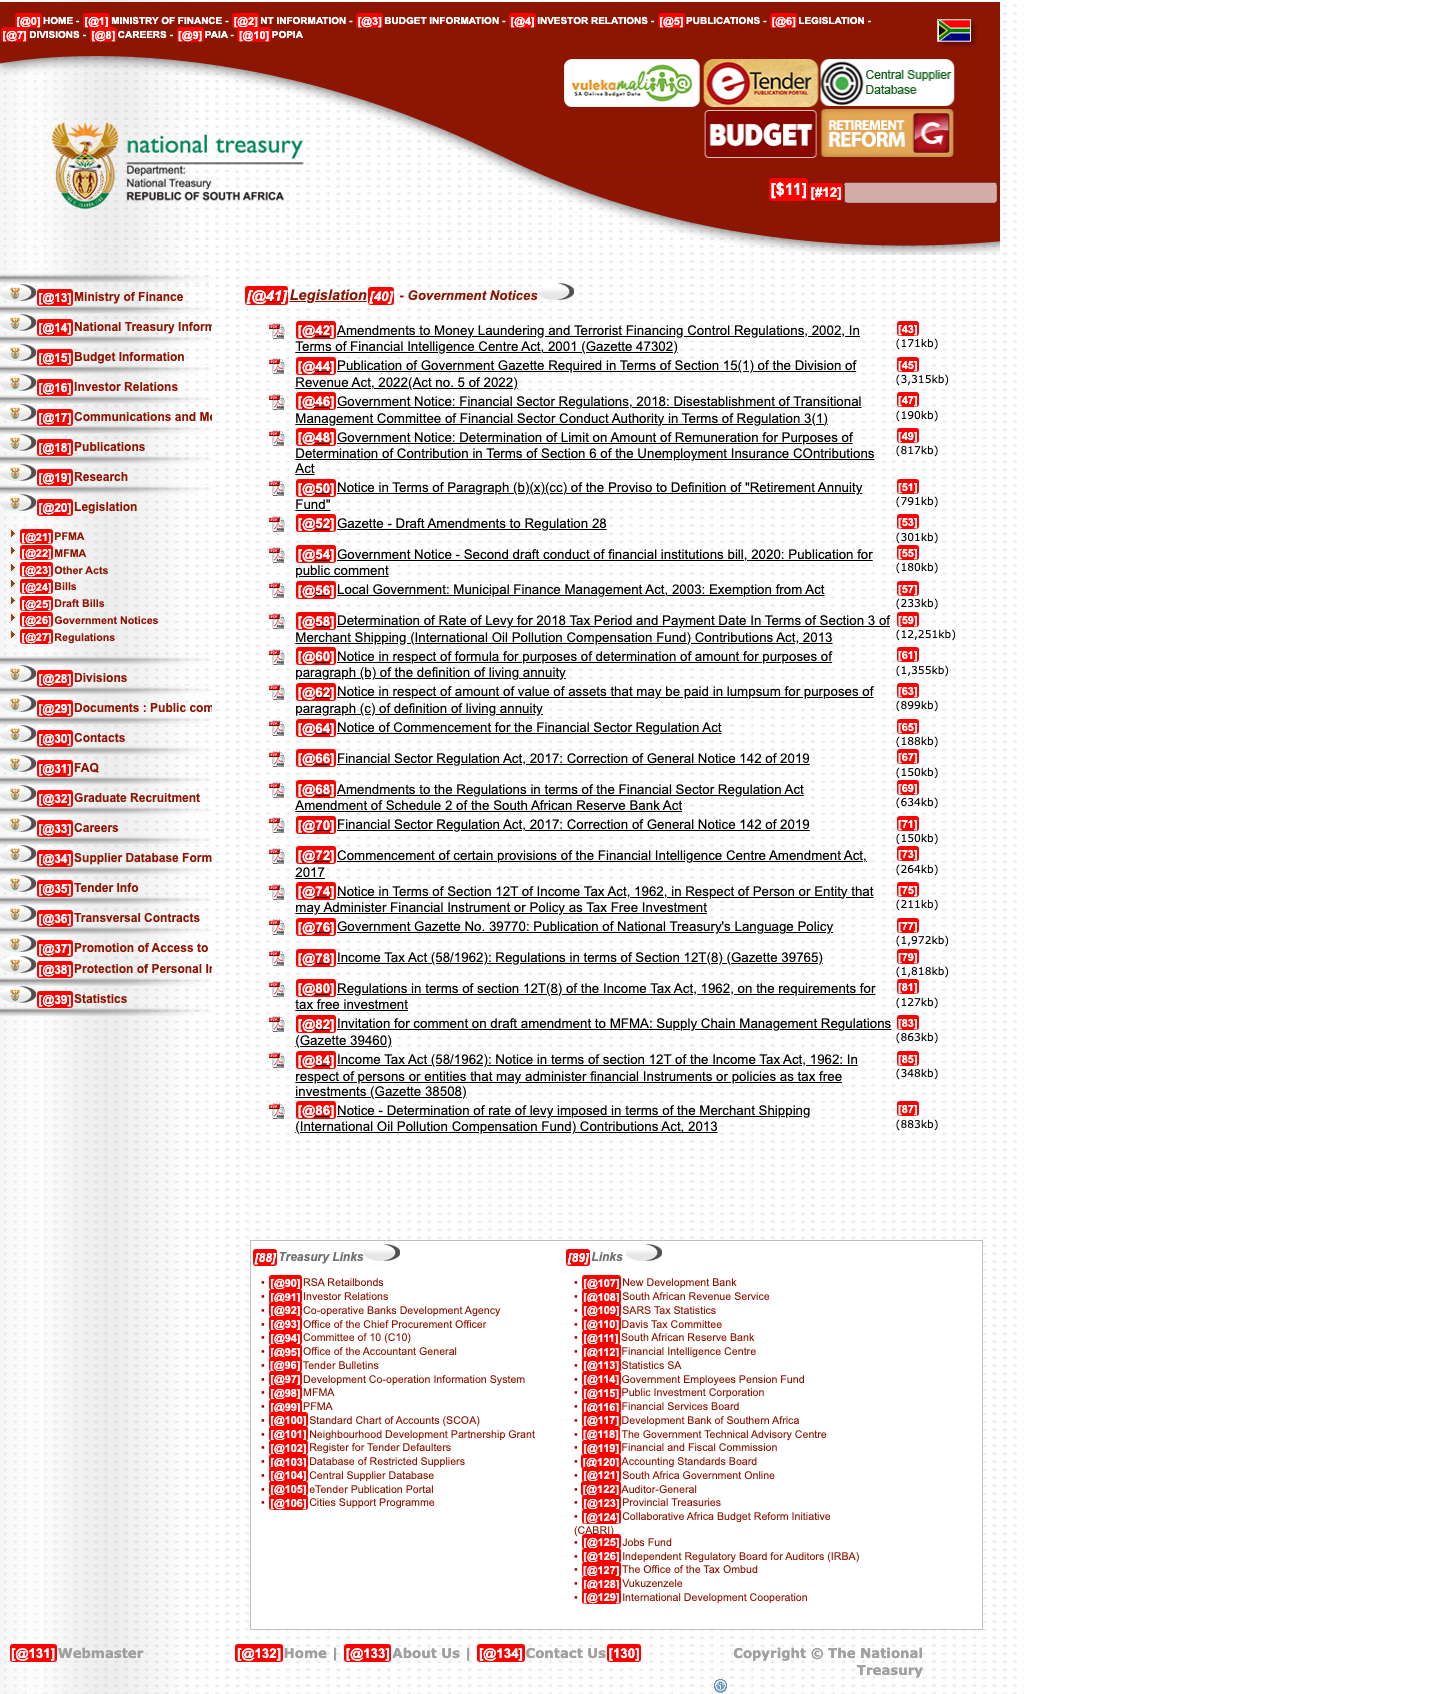 [@0] HOME - [@1] MINISTRY OF FINANCE - [@2] NT INFORMATION - [@3] BUDGET INFORMATION - [@4] INVESTOR RELATIONS - [@5] PUBLICATIONS - [@6] LEGISLATION -
[@7] DIVISIONS - [@8] CAREERS - [@9] PAIA - [@10] POPIA
vulekamali
SA Online Budget Data
eTender
PUBLICATION PORTAL
Central Supplier
Database
BUDGET
RETIREMENT
REFORM
national treasury
Department:
National Treasury
REPUBLIC OF SOUTH AFRICA
[$11] [#12]
[@13] Ministry of Finance
[@14] National Treasury Inform
[@15] Budget Information
[@16] Investor Relations
[@17] Communications and Me
[@18] Publications
[@19] Research
[@20] Legislation
[@21] PFMA
[@22] MFMA
[@23] Other Acts
[@24] Bills
[@25] Draft Bills
[@26] Government Notices
[@27] Regulations
[@28] Divisions
[@29] Documents : Public com
[@30] Contacts
[@31] FAQ
[@32] Graduate Recruitment
[@33] Careers
[@34] Supplier Database Form
[@35] Tender Info
[@36] Transversal Contracts
[@37] Promotion of Access to
[@38] Protection of Personal In
[@39] Statistics
[@41] Legislation [40] - Government Notices
[@42] Amendments to Money Laundering and Terrorist Financing Control Regulations, 2002, In [43]
Terms of Financial Intelligence Centre Act, 2001 (Gazette 47302) (171kb)
[@44] Publication of Government Gazette Required in Terms of Section 15(1) of the Division of [45]
Revenue Act, 2022(Act no. 5 of 2022) (3,315kb)
[@46] Government Notice: Financial Sector Regulations, 2018: Disestablishment of Transitional [47]
Management Committee of Financial Sector Conduct Authority in Terms of Regulation 3(1) (190kb)
[@48] Government Notice: Determination of Limit on Amount of Remuneration for Purposes of [49]
Determination of Contribution in Terms of Section 6 of the Unemployment Insurance COntributions (817kb)
Act
[@50] Notice in Terms of Paragraph (b)(x)(cc) of the Proviso to Definition of "Retirement Annuity [51]
Fund" (791kb)
[@52] Gazette - Draft Amendments to Regulation 28 [53]
(301kb)
[@54] Government Notice - Second draft conduct of financial institutions bill, 2020: Publication for [55]
public comment (180kb)
[@56] Local Government: Municipal Finance Management Act, 2003: Exemption from Act [57]
(233kb)
[@58] Determination of Rate of Levy for 2018 Tax Period and Payment Date In Terms of Section 3 of [59]
Merchant Shipping (International Oil Pollution Compensation Fund) Contributions Act, 2013 (12,251kb)
[@60] Notice in respect of formula for purposes of determination of amount for purposes of [61]
paragraph (b) of the definition of living annuity (1,355kb)
[@62] Notice in respect of amount of value of assets that may be paid in lumpsum for purposes of [63]
paragraph (c) of definition of living annuity (899kb)
[@64] Notice of Commencement for the Financial Sector Regulation Act [65]
(188kb)
[@66] Financial Sector Regulation Act, 2017: Correction of General Notice 142 of 2019 [67]
(150kb)
[@68] Amendments to the Regulations in terms of the Financial Sector Regulation Act [69]
Amendment of Schedule 2 of the South African Reserve Bank Act (634kb)
[@70] Financial Sector Regulation Act, 2017: Correction of General Notice 142 of 2019 [71]
(150kb)
[@72] Commencement of certain provisions of the Financial Intelligence Centre Amendment Act, [73]
2017 (264kb)
[@74] Notice in Terms of Section 12T of Income Tax Act, 1962, in Respect of Person or Entity that [75]
may Administer Financial Instrument or Policy as Tax Free Investment (211kb)
[@76] Government Gazette No. 39770: Publication of National Treasury's Language Policy [77]
(1,972kb)
[@78] Income Tax Act (58/1962): Regulations in terms of Section 12T(8) (Gazette 39765) [79]
(1,818kb)
[@80] Regulations in terms of section 12T(8) of the Income Tax Act, 1962, on the requirements for [81]
tax free investment (127kb)
[@82] Invitation for comment on draft amendment to MFMA: Supply Chain Management Regulations [83]
(Gazette 39460) (863kb)
[@84] Income Tax Act (58/1962): Notice in terms of section 12T of the Income Tax Act, 1962: In [85]
respect of persons or entities that may administer financial Instruments or policies as tax free (348kb)
investments (Gazette 38508)
[@86] Notice - Determination of rate of levy imposed in terms of the Merchant Shipping [87]
(International Oil Pollution Compensation Fund) Contributions Act, 2013 (883kb)
[88] Treasury Links
[@90] RSA Retailbonds
[@91] Investor Relations
[@92] Co-operative Banks Development Agency
[@93] Office of the Chief Procurement Officer
[@94] Committee of 10 (C10)
[@95] Office of the Accountant General
[@96] Tender Bulletins
[@97] Development Co-operation Information System
[@98] MFMA
[@99] PFMA
[@100] Standard Chart of Accounts (SCOA)
[@101] Neighbourhood Development Partnership Grant
[@102] Register for Tender Defaulters
[@103] Database of Restricted Suppliers
[@104] Central Supplier Database
[@105] eTender Publication Portal
[@106] Cities Support Programme
[89] Links
[@107] New Development Bank
[@108] South African Revenue Service
[@109] SARS Tax Statistics
[@110] Davis Tax Committee
[@111] South African Reserve Bank
[@112] Financial Intelligence Centre
[@113] Statistics SA
[@114] Government Employees Pension Fund
[@115] Public Investment Corporation
[@116] Financial Services Board
[@117] Development Bank of Southern Africa
[@118] The Government Technical Advisory Centre
[@119] Financial and Fiscal Commission
[@120] Accounting Standards Board
[@121] South Africa Government Online
[@122] Auditor-General
[@123] Provincial Treasuries
[@124] Collaborative Africa Budget Reform Initiative
(CABRI)
[@125] Jobs Fund
[@126] Independent Regulatory Board for Auditors (IRBA)
[@127] The Office of the Tax Ombud
[@128] Vukuzenzele
[@129] International Development Cooperation
[@131] Webmaster [@132] Home | [@133] About Us | [@134] Contact Us [130] Copyright © The National
Treasury